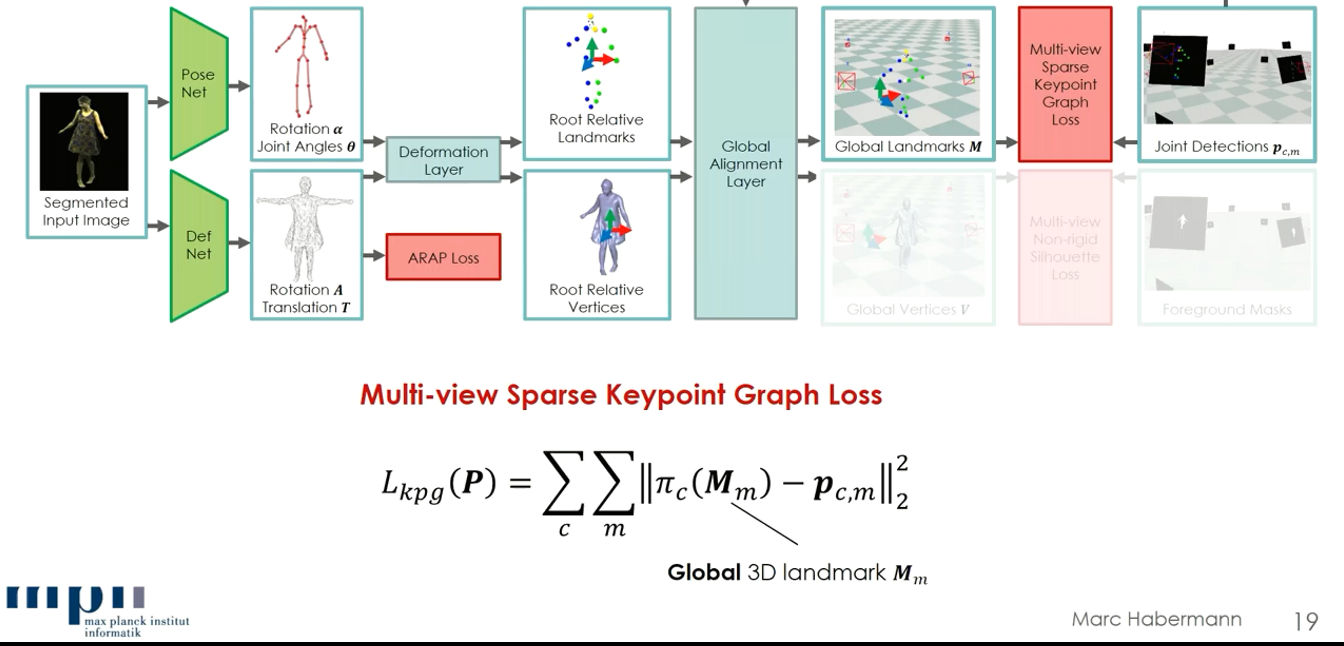 Segmented
Input Image
Pose
Net
Def
Net
Rotation α
Joint Angles θ
Rotation A
Translation T
Deformation
Layer
ARAP Loss
Root Relative
Landmarks
Root Relative
Vertices
Global
Alignment
Layer
Global Landmarks M
Global Vertices V
Multi-view
Sparse
Keypoint
Graph
Loss
Multi-view
Non-rigid
Silhouette
Loss
Joint Detections p_{c,m}
Foreground Masks
Multi-view Sparse Keypoint Graph Loss
L_{kpg}(P) = ∑_c ∑_m ‖π_c(M_m) − p_{c,m}‖_2^2
Global 3D landmark M_m
mpii
max planck institut
informatik
Marc Habermann 19